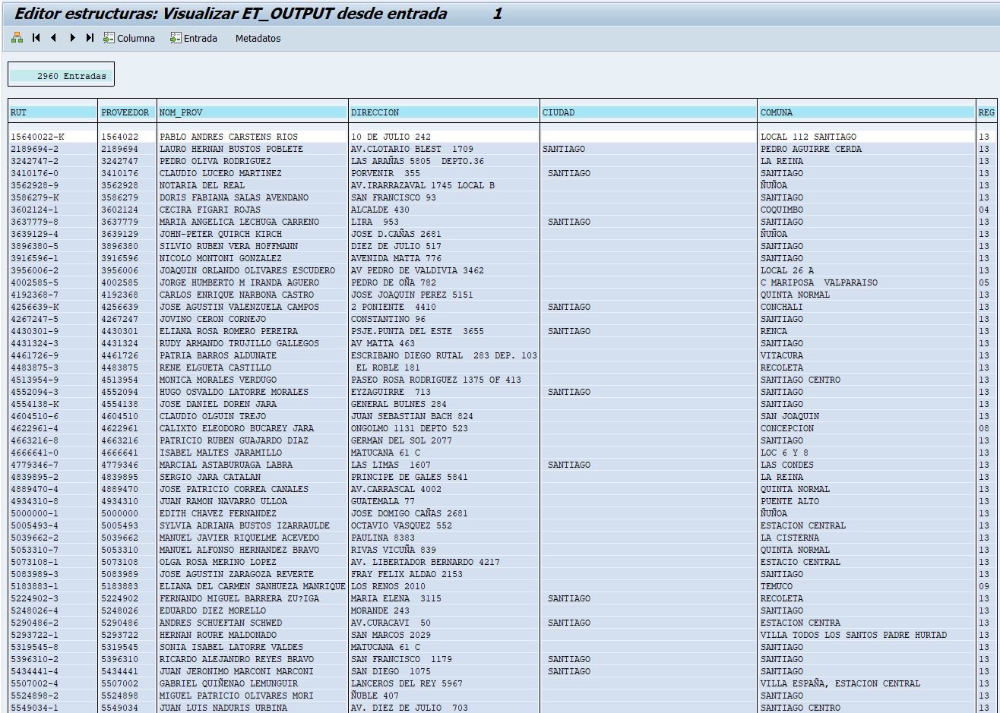 Editor estructuras: Visualizar ET_OUTPUT desde entrada 1
Columna Entrada Metadatos
2960 Entradas
RUT PROVEEDOR NOM_PROV DIRECCION CIUDAD COMUNA REG
15640022-K 1564022 PABLO ANDRES CARSTENS RIOS 10 DE JULIO 242 LOCAL 112 SANTIAGO 13
2189694-2 2189694 LAURO HERNAN BUSTOS POBLETE AV.CLOTARIO BLEST 1709 SANTIAGO PEDRO AGUIRRE CERDA 13
3242747-2 3242747 PEDRO OLIVA RODRIGUEZ LAS ARAÑAS 5805 DEPTO.36 LA REINA 13
3410176-0 3410176 CLAUDIO LUCERO MARTINEZ PORVENIR 355 SANTIAGO SANTIAGO 13
3562928-9 3562928 NOTARIA DEL REAL AV.IRARRAZAVAL 1745 LOCAL B ÑUÑOA 13
3586279-K 3586279 DORIS FABIANA SALAS AVENDANO SAN FRANCISCO 93 SANTIAGO 13
3602124-1 3602124 CECIRA FIGARI ROJAS ALCALDE 430 COQUIMBO 04
3637779-8 3637779 MARIA ANGELICA LECHUGA CARRENO LIRA 953 SANTIAGO SANTIAGO 13
3639129-4 3639129 JOHN-PETER QUIRCH KIRCH JOSE D.CAÑAS 2681 ÑUÑOA 13
3896380-5 3896380 SILVIO RUBEN VERA HOFFMANN DIEZ DE JULIO 517 SANTIAGO 13
3916596-1 3916596 NICOLO MONTONI GONZALEZ AVENIDA MATTA 776 SANTIAGO 13
3956006-2 3956006 JOAQUIN ORLANDO OLIVARES ESCUDERO AV PEDRO DE VALDIVIA 3462 LOCAL 26 A 13
4002585-5 4002585 JORGE HUMBERTO M IRANDA AGUERO PEDRO DE OÑA 782 C MARIPOSA VALPARAISO 05
4192368-7 4192368 CARLOS ENRIQUE NARBONA CASTRO JOSE JOAQUIN PEREZ 5151 QUINTA NORMAL 13
4256639-K 4256639 JOSE AGUSTIN VALENZUELA CAMPOS 2 PONIENTE 4410 SANTIAGO CONCHALI 13
4267247-5 4267247 JOVINO CERON CORNEJO CONSTANTINO 96 SANTIAGO 13
4430301-9 4430301 ELIANA ROSA ROMERO PEREIRA PSJE.PUNTA DEL ESTE 3655 SANTIAGO RENCA 13
4431324-3 4431324 RUDY ARMANDO TRUJILLO GALLEGOS AV MATTA 463 SANTIAGO 13
4461726-9 4461726 PATRIA BARROS ALDUNATE ESCRIBANO DIEGO RUTAL 283 DEP. 103 VITACURA 13
4483875-3 4483875 RENE ELGUETA CASTILLO EL ROBLE 181 RECOLETA 13
4513954-9 4513954 MONICA MORALES VERDUGO PASEO ROSA RODRIGUEZ 1375 OF 413 SANTIAGO CENTRO 13
4552094-3 4552094 HUGO OSVALDO LATORRE MORALES EYZAGUIRRE 713 SANTIAGO SANTIAGO 13
4554138-K 4554138 JOSE DANIEL DOREN JARA GENERAL BULNES 284 SANTIAGO 13
4604510-6 4604510 CLAUDIO OLGUIN TREJO JUAN SEBASTIAN BACH 824 SAN JOAQUIN 13
4622961-4 4622961 CALIXTO ELEODORO BUCAREY JARA ONGOLMO 1131 DEPTO 523 CONCEPCION 08
4663216-8 4663216 PATRICIO RUBEN GUAJARDO DIAZ GERMAN DEL SOL 2077 SANTIAGO 13
4666641-0 4666641 ISABEL MALTES JARAMILLO MATUCANA 61 C LOC 6 Y 8 13
4779346-7 4779346 MARCIAL ASTABURUAGA LABRA LAS LIMAS 1607 SANTIAGO LAS CONDES 13
4839895-2 4839895 SERGIO JARA CATALAN PRINCIPE DE GALES 5841 LA REINA 13
4889470-4 4889470 JOSE PATRICIO CORREA CANALES AV.CARRASCAL 4002 QUINTA NORMAL 13
4934310-8 4934310 JUAN RAMON NAVARRO ULLOA GUATEMALA 77 PUENTE ALTO 13
5000000-1 5000000 EDITH CHAVEZ FERNANDEZ JOSE DOMIGO CAÑAS 2681 ÑUÑOA 13
5005493-4 5005493 SYLVIA ADRIANA BUSTOS IZARRAULDE OCTAVIO VASQUEZ 552 ESTACION CENTRAL 13
5039662-2 5039662 MANUEL JAVIER RIQUELME ACEVEDO PAULINA 8383 LA CISTERNA 13
5053310-7 5053310 MANUEL ALFONSO HERNANDEZ BRAVO RIVAS VICUÑA 839 QUINTA NORMAL 13
5073108-1 5073108 OLGA ROSA MERINO LOPEZ AV. LIBERTADOR BERNARDO 4217 ESTACIO CENTRAL 13
5083989-3 5083989 JOSE AGUSTIN ZARAGOZA REVERTE FRAY FELIX ALDAO 2153 SANTIAGO 13
5183883-1 5183883 ELIANA DEL CARMEN SANHUEZA MANRIQUE LOS RENOS 2010 TEMUCO 09
5224902-3 5224902 FERNANDO MIGUEL BARRERA ZU?IGA MARIA ELENA 3115 SANTIAGO RECOLETA 13
5248026-4 5248026 EDUARDO DIEZ MORELLO MORANDE 243 SANTIAGO 13
5290486-2 5290486 ANDRES SCHUEFTAN SCHWED AV.CURACAVI 50 SANTIAGO ESTACION CENTRA 13
5293722-1 5293722 HERNAN ROURE MALDONADO SAN MARCOS 2029 VILLA TODOS LOS SANTOS PADRE HURTAD 13
5319545-8 5319545 SONIA ISABEL LATORRE VALDES MATUCANA 61 C SANTIAGO 13
5396310-2 5396310 RICARDO ALEJANDRO REYES BRAVO SAN FRANCISCO 1179 SANTIAGO SANTIAGO 13
5434441-4 5434441 JUAN JERONIMO MARCONI MARCONI SAN DIEGO 1075 SANTIAGO SANTIAGO 13
5507002-4 5507002 GABRIEL QUIÑENAO LEMUNGUIR LANCEROS DEL REY 5967 VILLA ESPAÑA, ESTACION CENTRAL 13
5524898-2 5524898 MIGUEL PATRICIO OLIVARES MORI ÑUBLE 407 SANTIAGO 13
5549034-1 5549034 JUAN LUIS NADURIS URBINA AV. DIEZ DE JULIO 703 SANTIAGO CENTRO 13